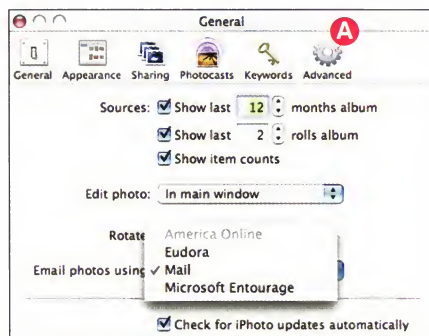 General
A
General Appearance Sharing Photocasts Keywords Advanced
Sources: Show last 12 months album
Show last 2 rolls album
Show item counts
Edit photo: In main window
Rotate
America Online
Eudora
Email photos using ✓ Mail
Microsoft Entourage
Check for iPhoto updates automatically